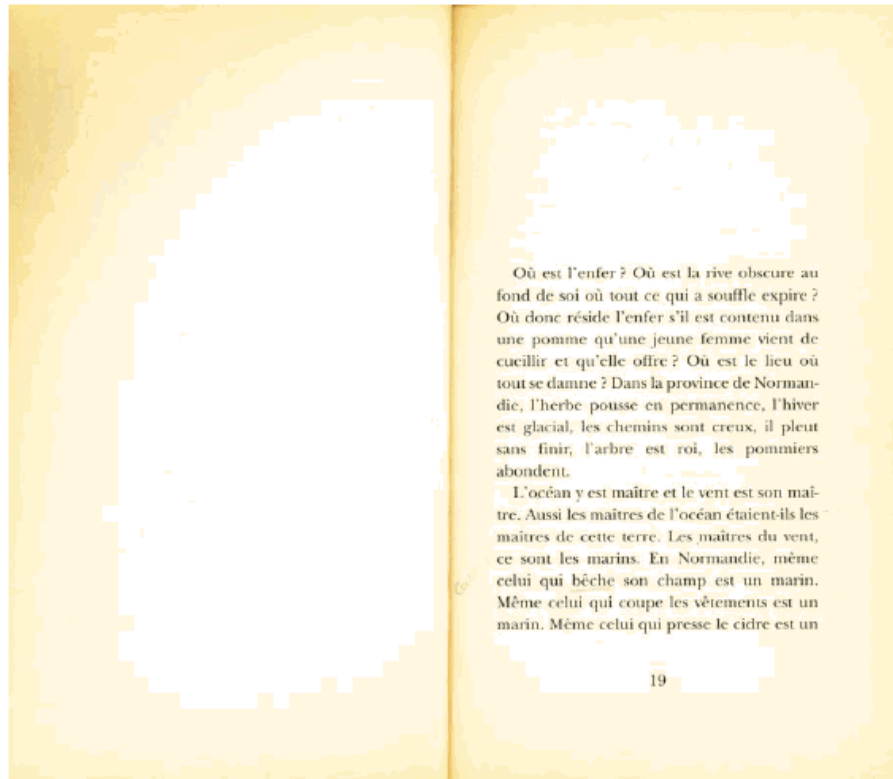 Où est l'enfer ? Où est la rive obscure au
fond de soi où tout ce qui a souffle expire ?
Où donc réside l'enfer s'il est contenu dans
une pomme qu'une jeune femme vient de
cueillir et qu'elle offre ? Où est le lieu où
tout se damne ? Dans la province de Norman-
die, l'herbe pousse en permanence, l'hiver
est glacial, les chemins sont creux, il pleut
sans finir, l'arbre est roi, les pommiers
abondent.
L'océan y est maître et le vent est son maî-
tre. Aussi les maîtres de l'océan étaient-ils les
maîtres de cette terre. Les maîtres du vent,
ce sont les marins. En Normandie, même
celui qui bêche son champ est un marin.
Même celui qui coupe les vêtements est un
marin. Même celui qui presse le cidre est un
19